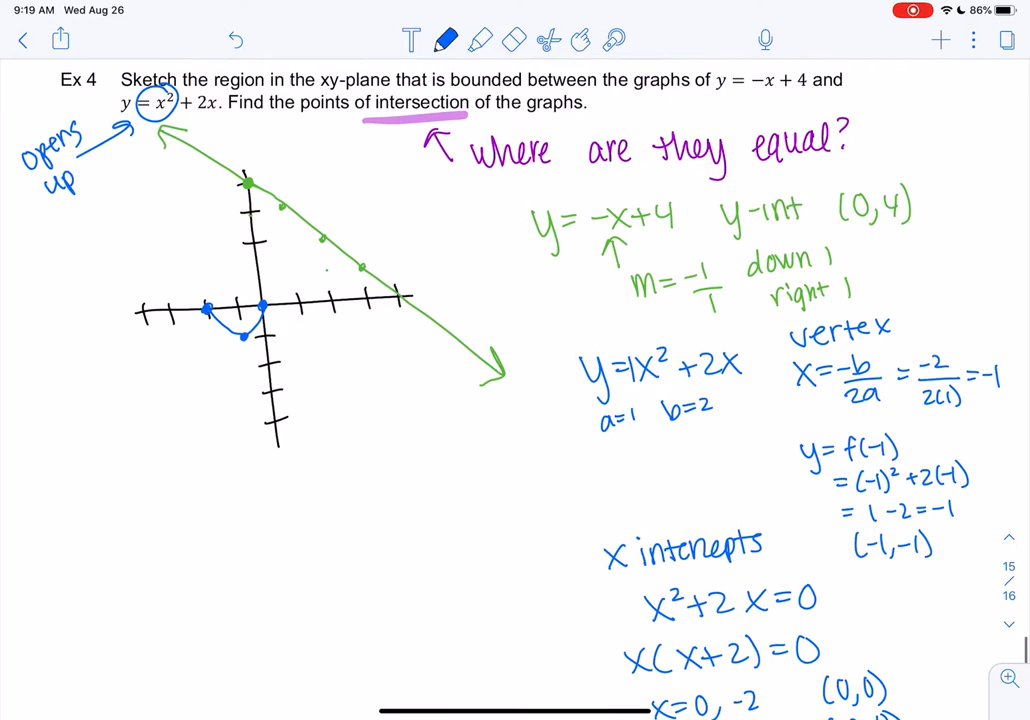 9:19 AM Wed Aug 26
86%
Ex 4 Sketch the region in the xy-plane that is bounded between the graphs of y = −x + 4 and
y = x² + 2x. Find the points of intersection of the graphs.
opens
up
where are they equal?
y = -x+4 y-int (0,4)
m = -1/1 down 1
right 1
vertex
y=1x²+2x x = -b/2a = -2/2(1) = -1
a=1 b=2
y = f(-1)
= (-1)² + 2(-1)
= 1 - 2 = -1
(-1,-1)
x intercepts
x²+2x=0
x(x+2)=0
x=0, -2 (0,0)
15
/
16